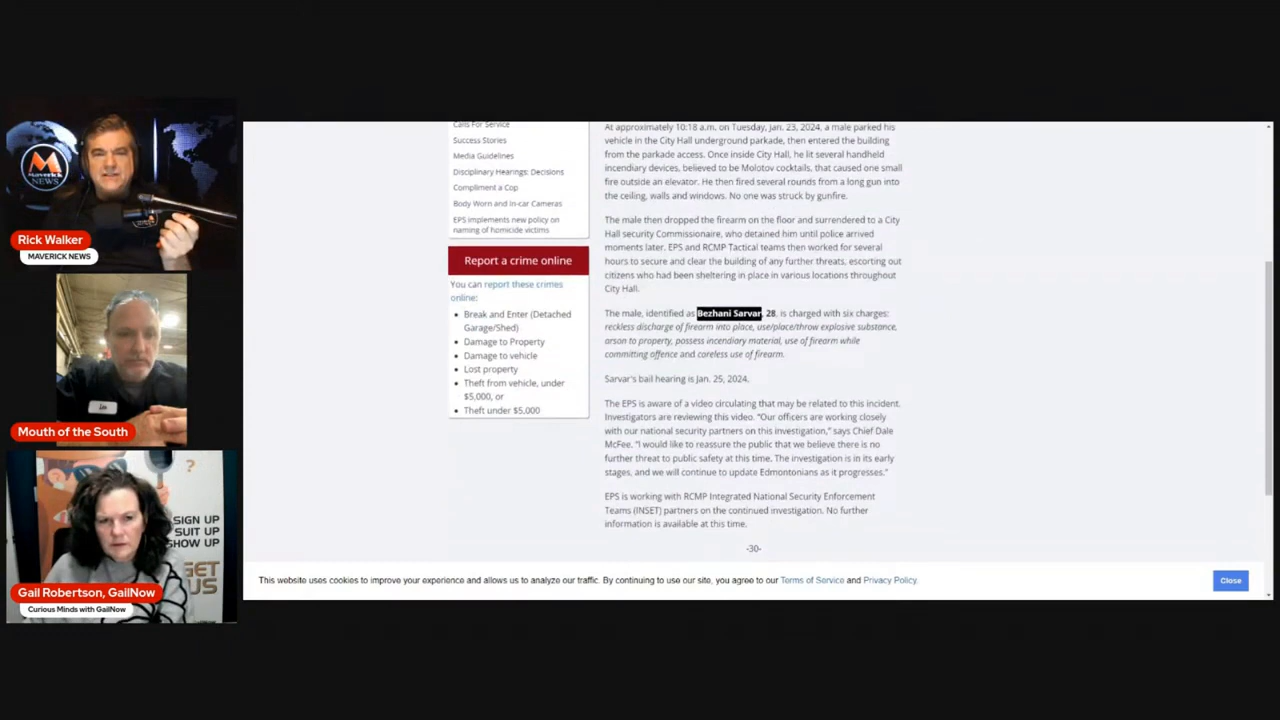 M
MAVERICK
NEWS
Rick Walker
MAVERICK NEWS
Mouth of the South
?
SIGN UP
SUIT UP
SHOW UP
GET
US
Gail Robertson, GailNow
Curious Minds with GailNow
Calls For Service
Success Stories
Media Guidelines
Disciplinary Hearings: Decisions
Compliment a Cop
Body Worn and In-car Cameras
EPS implements new policy on
naming of homicide victims
Report a crime online
You can report these crimes
online:
Break and Enter (Detached
Garage/Shed)
Damage to Property
Damage to vehicle
Lost property
Theft from vehicle, under
$5,000, or
Theft under $5,000
At approximately 10:18 a.m. on Tuesday, Jan. 23, 2024, a male parked his
vehicle in the City Hall underground parkade, then entered the building
from the parkade access. Once inside City Hall, he lit several handheld
incendiary devices, believed to be Molotov cocktails, that caused one small
fire outside an elevator. He then fired several rounds from a long gun into
the ceiling, walls and windows. No one was struck by gunfire.
The male then dropped the firearm on the floor and surrendered to a City
Hall security Commissionaire, who detained him until police arrived
moments later. EPS and RCMP Tactical teams then worked for several
hours to secure and clear the building of any further threats, escorting out
citizens who had been sheltering in place in various locations throughout
City Hall.
The male, identified as Bezhani Sarvar, 28, is charged with six charges:
reckless discharge of firearm into place, use/place/throw explosive substance,
arson to property, possess incendiary material, use of firearm while
committing offence and careless use of firearm.
Sarvar's bail hearing is Jan. 25, 2024.
The EPS is aware of a video circulating that may be related to this incident.
Investigators are reviewing this video. "Our officers are working closely
with our national security partners on this investigation," says Chief Dale
McFee. "I would like to reassure the public that we believe there is no
further threat to public safety at this time. The investigation is in its early
stages, and we will continue to update Edmontonians as it progresses."
EPS is working with RCMP Integrated National Security Enforcement
Teams (INSET) partners on the continued investigation. No further
information is available at this time.
-30-
This website uses cookies to improve your experience and allows us to analyze our traffic. By continuing to use our site, you agree to our Terms of Service and Privacy Policy.
Close